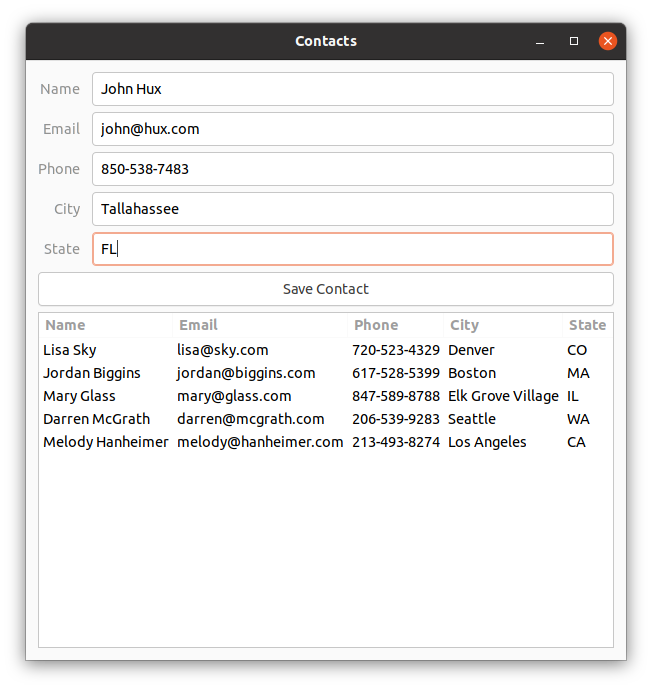 Contacts
Name John Hux
Email john@hux.com
Phone 850-538-7483
City Tallahassee
State FL
Save Contact
Name Email Phone City State
Lisa Sky lisa@sky.com 720-523-4329 Denver CO
Jordan Biggins jordan@biggins.com 617-528-5399 Boston MA
Mary Glass mary@glass.com 847-589-8788 Elk Grove Village IL
Darren McGrath darren@mcgrath.com 206-539-9283 Seattle WA
Melody Hanheimer melody@hanheimer.com 213-493-8274 Los Angeles CA